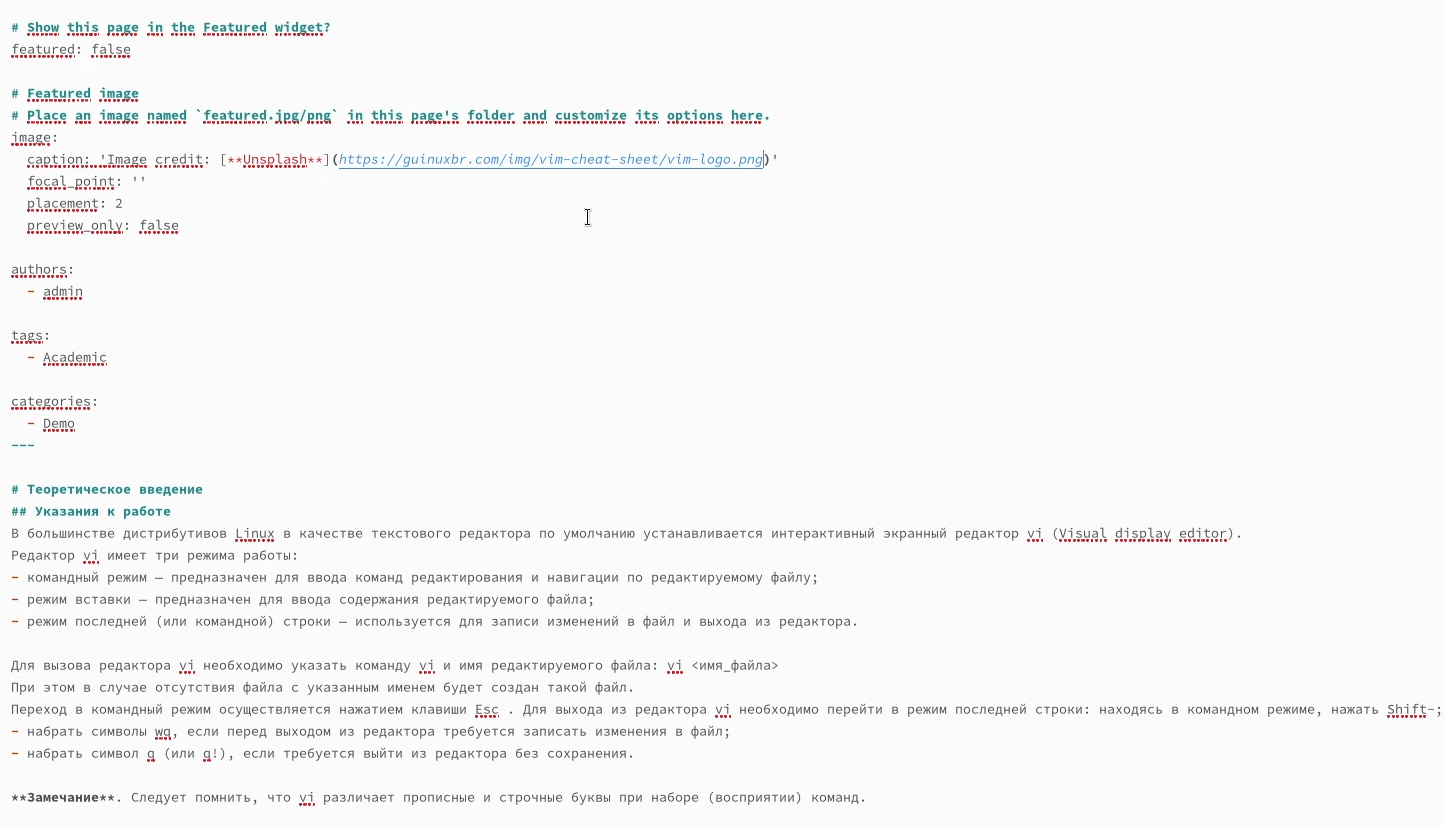 # Show this page in the Featured widget?
featured: false
# Featured image
# Place an image named `featured.jpg/png` in this page's folder and customize its options here.
image:
  caption: 'Image credit: [**Unsplash**](https://guinuxbr.com/img/vim-cheat-sheet/vim-logo.png)'
  focal_point: ''
  placement: 2
  preview_only: false
authors:
  - admin
tags:
  - Academic
categories:
  - Demo
---
# Теоретическое введение
## Указания к работе
В большинстве дистрибутивов Linux в качестве текстового редактора по умолчанию устанавливается интерактивный экранный редактор vi (Visual display editor).
Редактор vi имеет три режима работы:
- командный режим — предназначен для ввода команд редактирования и навигации по редактируемому файлу;
- режим вставки — предназначен для ввода содержания редактируемого файла;
- режим последней (или командной) строки — используется для записи изменений в файл и выхода из редактора.
Для вызова редактора vi необходимо указать команду vi и имя редактируемого файла: vi <имя_файла>
При этом в случае отсутствия файла с указанным именем будет создан такой файл.
Переход в командный режим осуществляется нажатием клавиши Esc . Для выхода из редактора vi необходимо перейти в режим последней строки: находясь в командном режиме, нажать Shift-;
- набрать символы wq, если перед выходом из редактора требуется записать изменения в файл;
- набрать символ q (или q!), если требуется выйти из редактора без сохранения.
**Замечание**. Следует помнить, что vi различает прописные и строчные буквы при наборе (восприятии) команд.